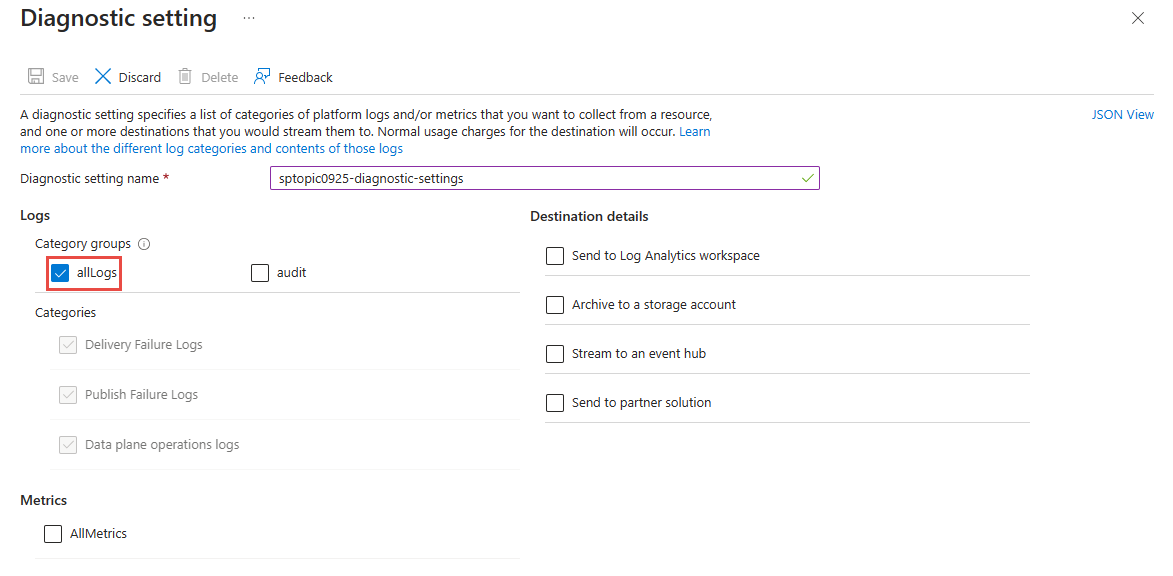 Diagnostic setting ...
Save Discard Delete Feedback
A diagnostic setting specifies a list of categories of platform logs and/or metrics that you want to collect from a resource,
and one or more destinations that you would stream them to. Normal usage charges for the destination will occur. Learn
more about the different log categories and contents of those logs
JSON View
Diagnostic setting name *
sptopic0925-diagnostic-settings
Logs
Category groups
allLogs
audit
Categories
Delivery Failure Logs
Publish Failure Logs
Data plane operations logs
Metrics
AllMetrics
Destination details
Send to Log Analytics workspace
Archive to a storage account
Stream to an event hub
Send to partner solution